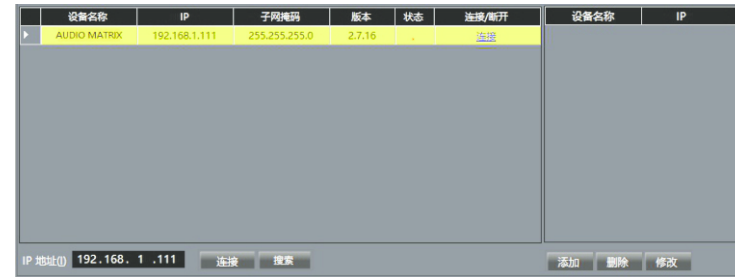 设备名称 IP 子网掩码 版本 状态 连接/断开 设备名称 IP
AUDIO MATRIX 192.168.1.111 255.255.255.0 2.7.16 . 连接
IP 地址(I) 192.168. 1 .111 连接 搜索 添加 删除 修改